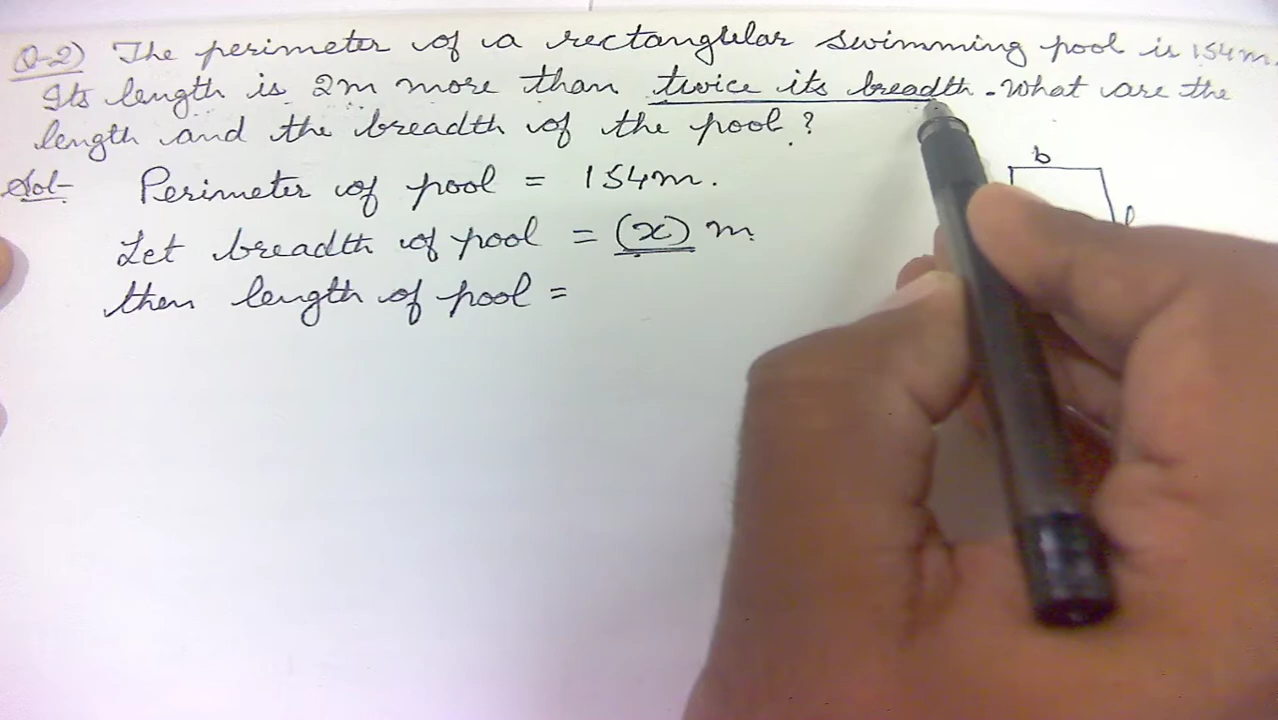 Q-2) The perimeter of a rectangular swimming pool is 154m.
Its length is 2m more than twice its breadth. What are the
length and the breadth of the pool?
b
Sol- Perimeter of pool = 154m.
l
Let breadth of pool = (x) m
then length of pool =